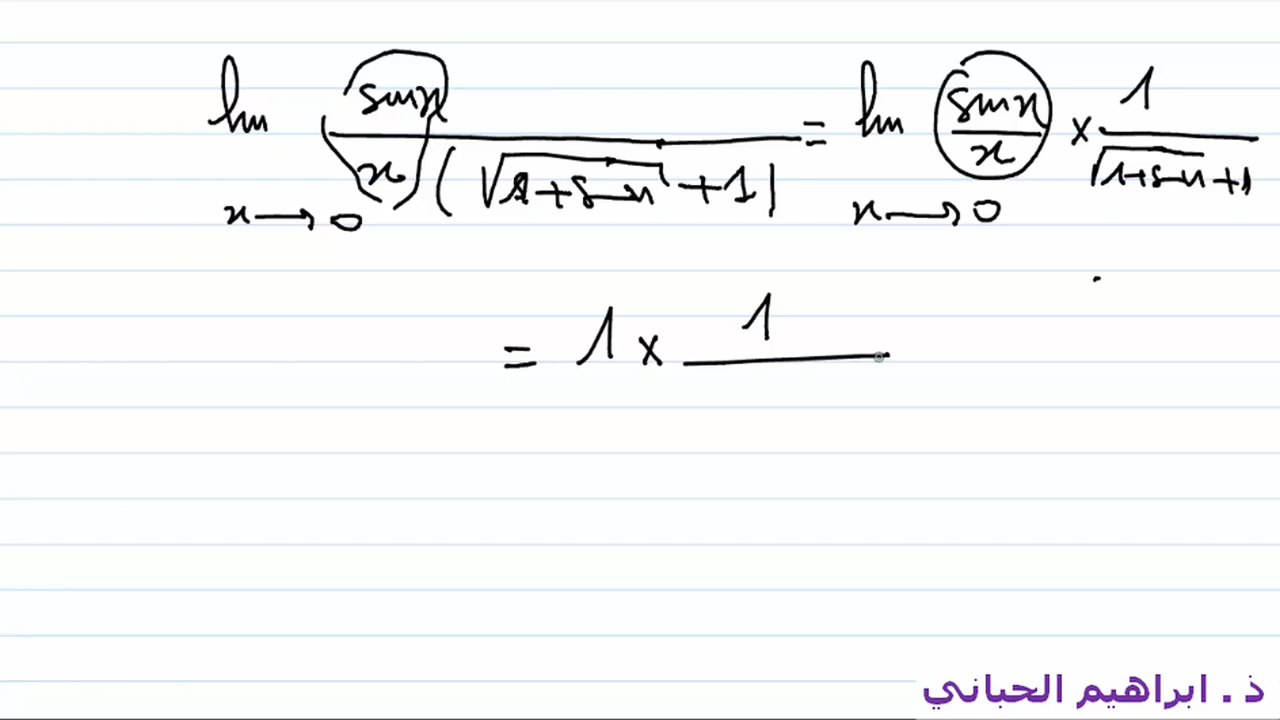 lim x→0 sin x / x (√1+sin x + 1) = lim x→0 sin x / x × 1 / √1+sin x + 1
= 1 × 1 /
ذ . ابراهيم الحباني